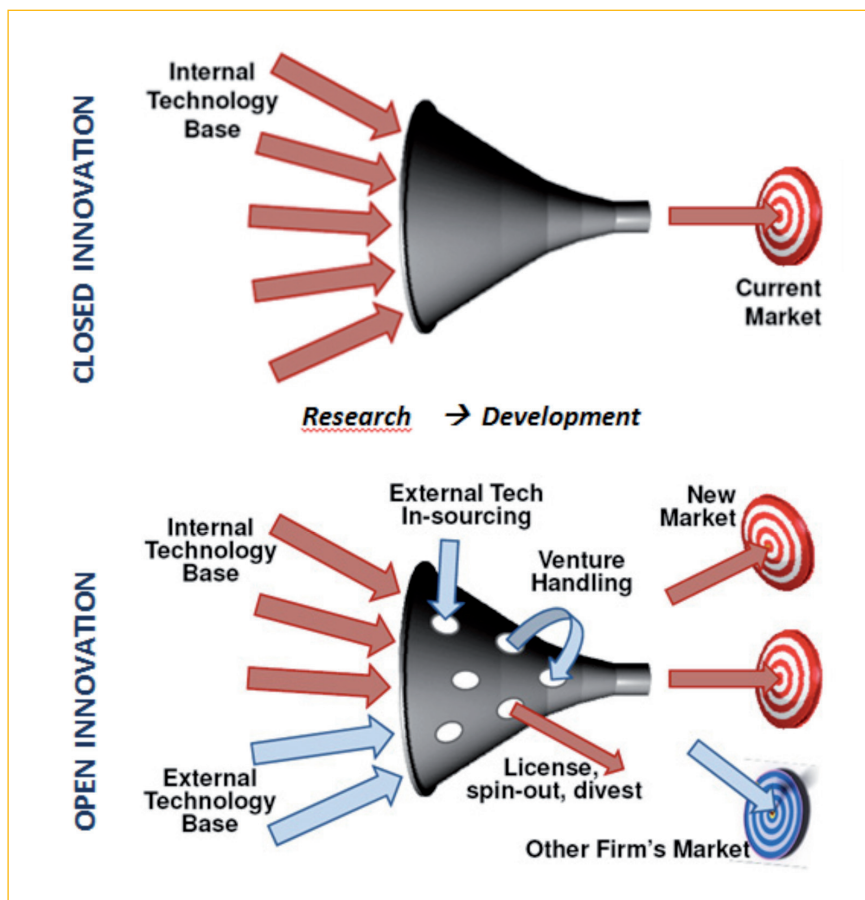 CLOSED INNOVATION
Internal
Technology
Base
Current
Market
Research → Development
OPEN INNOVATION
Internal
Technology
Base
External Tech
In-sourcing
Venture
Handling
New
Market
External
Technology
Base
License,
spin-out, divest
Other Firm's Market